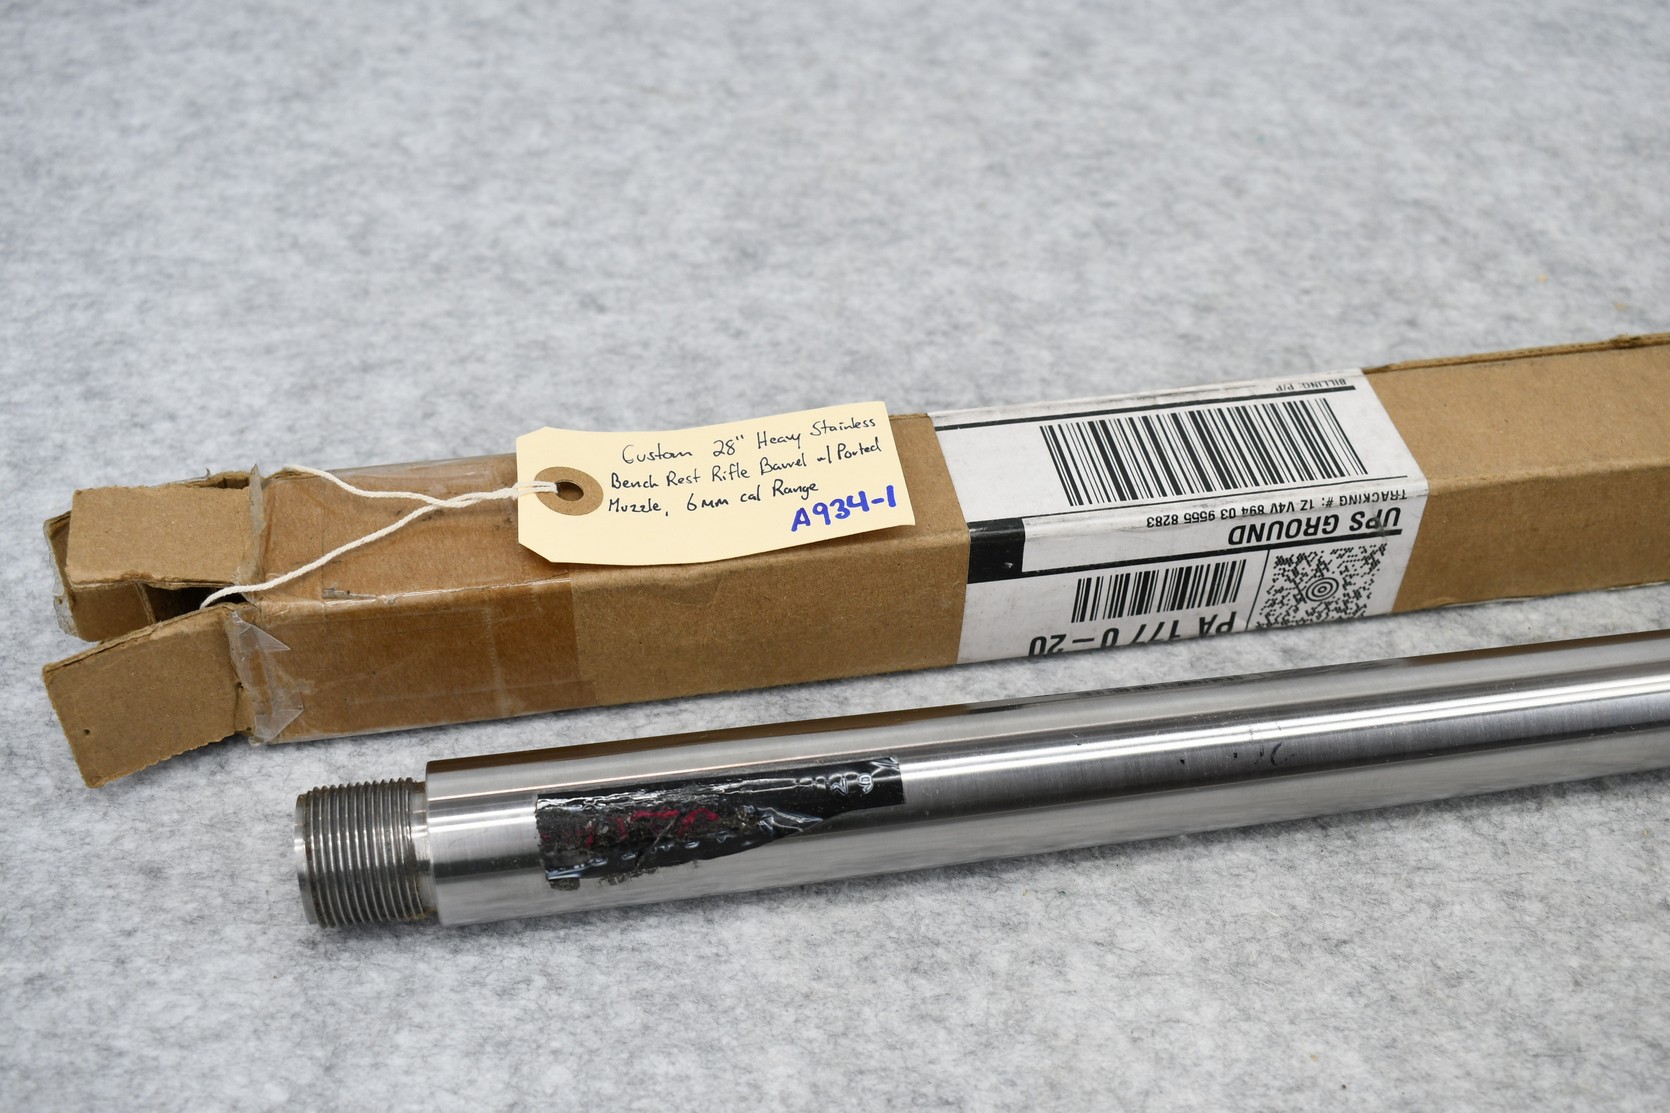 Custom 28" Heavy Stainless
Bench Rest Rifle Barrel w/ Ported
Muzzle, 6mm cal Range
A934-1
BILLING: P/P
TRACKING #: 1Z V4V 894 03 9555 8283
UPS GROUND
PA 177 0-20